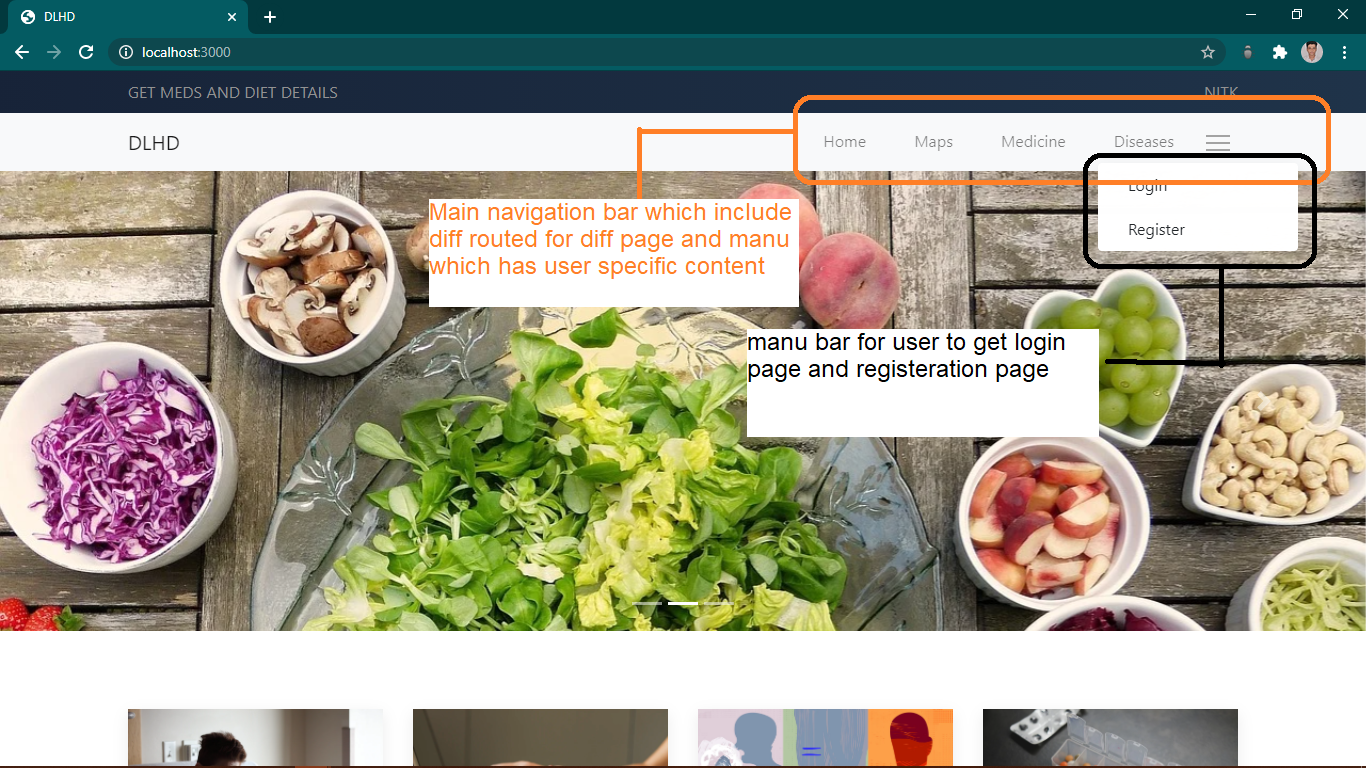 DLHD
localhost:3000
GET MEDS AND DIET DETAILS
NITK
DLHD
Home
Maps
Medicine
Diseases
Login
Register
Main navigation bar which include
diff routed for diff page and manu
which has user specific content
manu bar for user to get login
page and registeration page